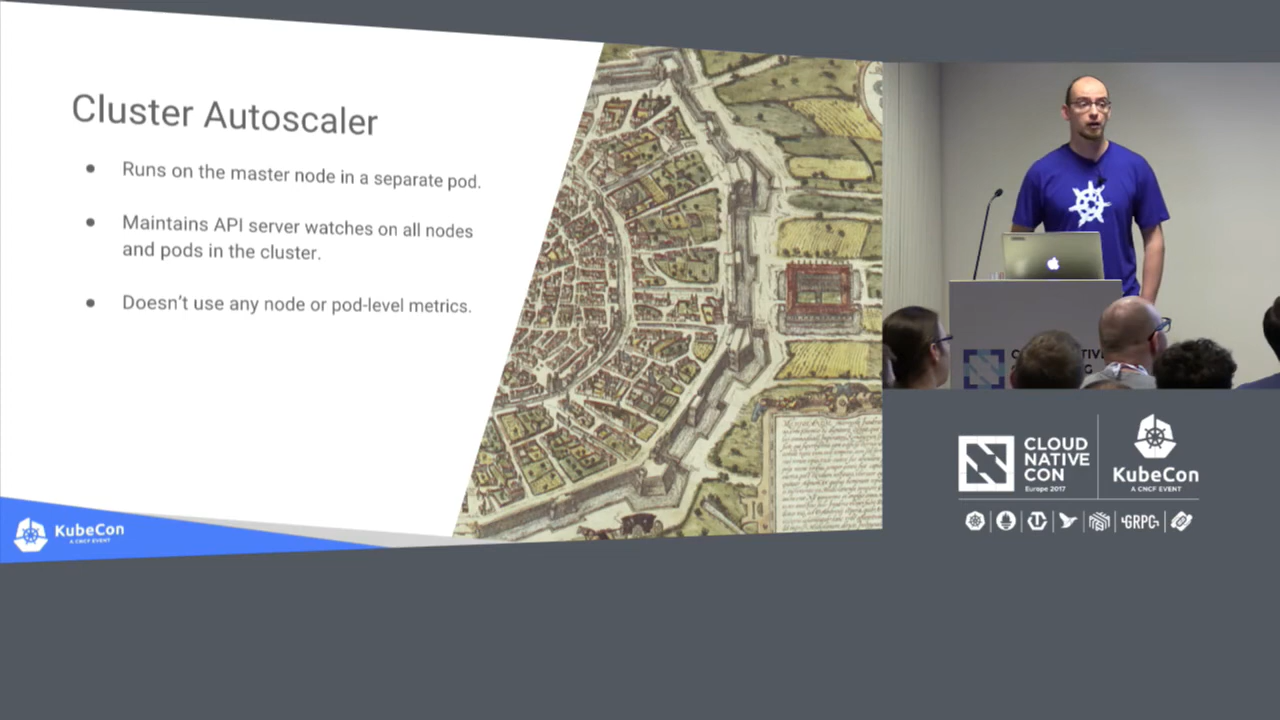 Cluster Autoscaler
Runs on the master node in a separate pod.
Maintains API server watches on all nodes
and pods in the cluster.
Doesn't use any node or pod-level metrics.
KubeCon
A CNCF EVENT
CLOUD
NATIVE
CON
Europe 2017
KubeCon
A CNCF EVENT
GRPC